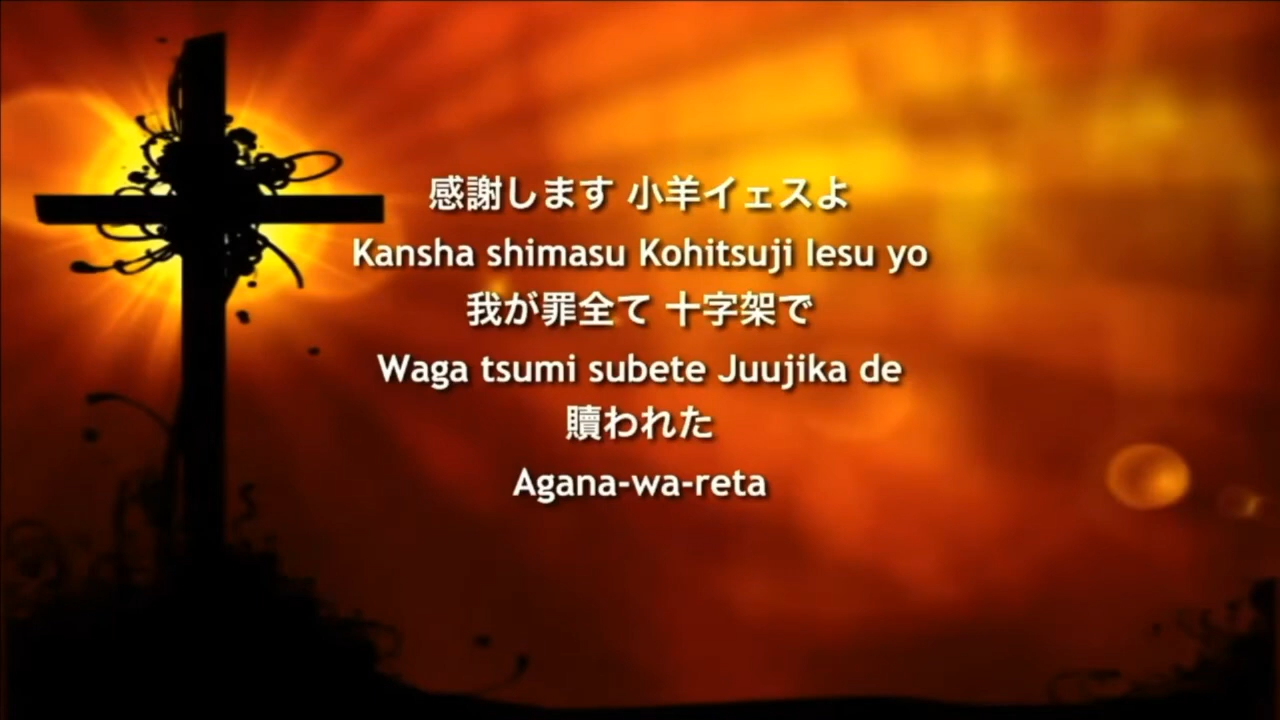 感謝します 小羊イェスよ
Kansha shimasu Kohitsuji Iesu yo
我が罪全て 十字架で
Waga tsumi subete Juujika de
贖われた
Agana-wa-reta